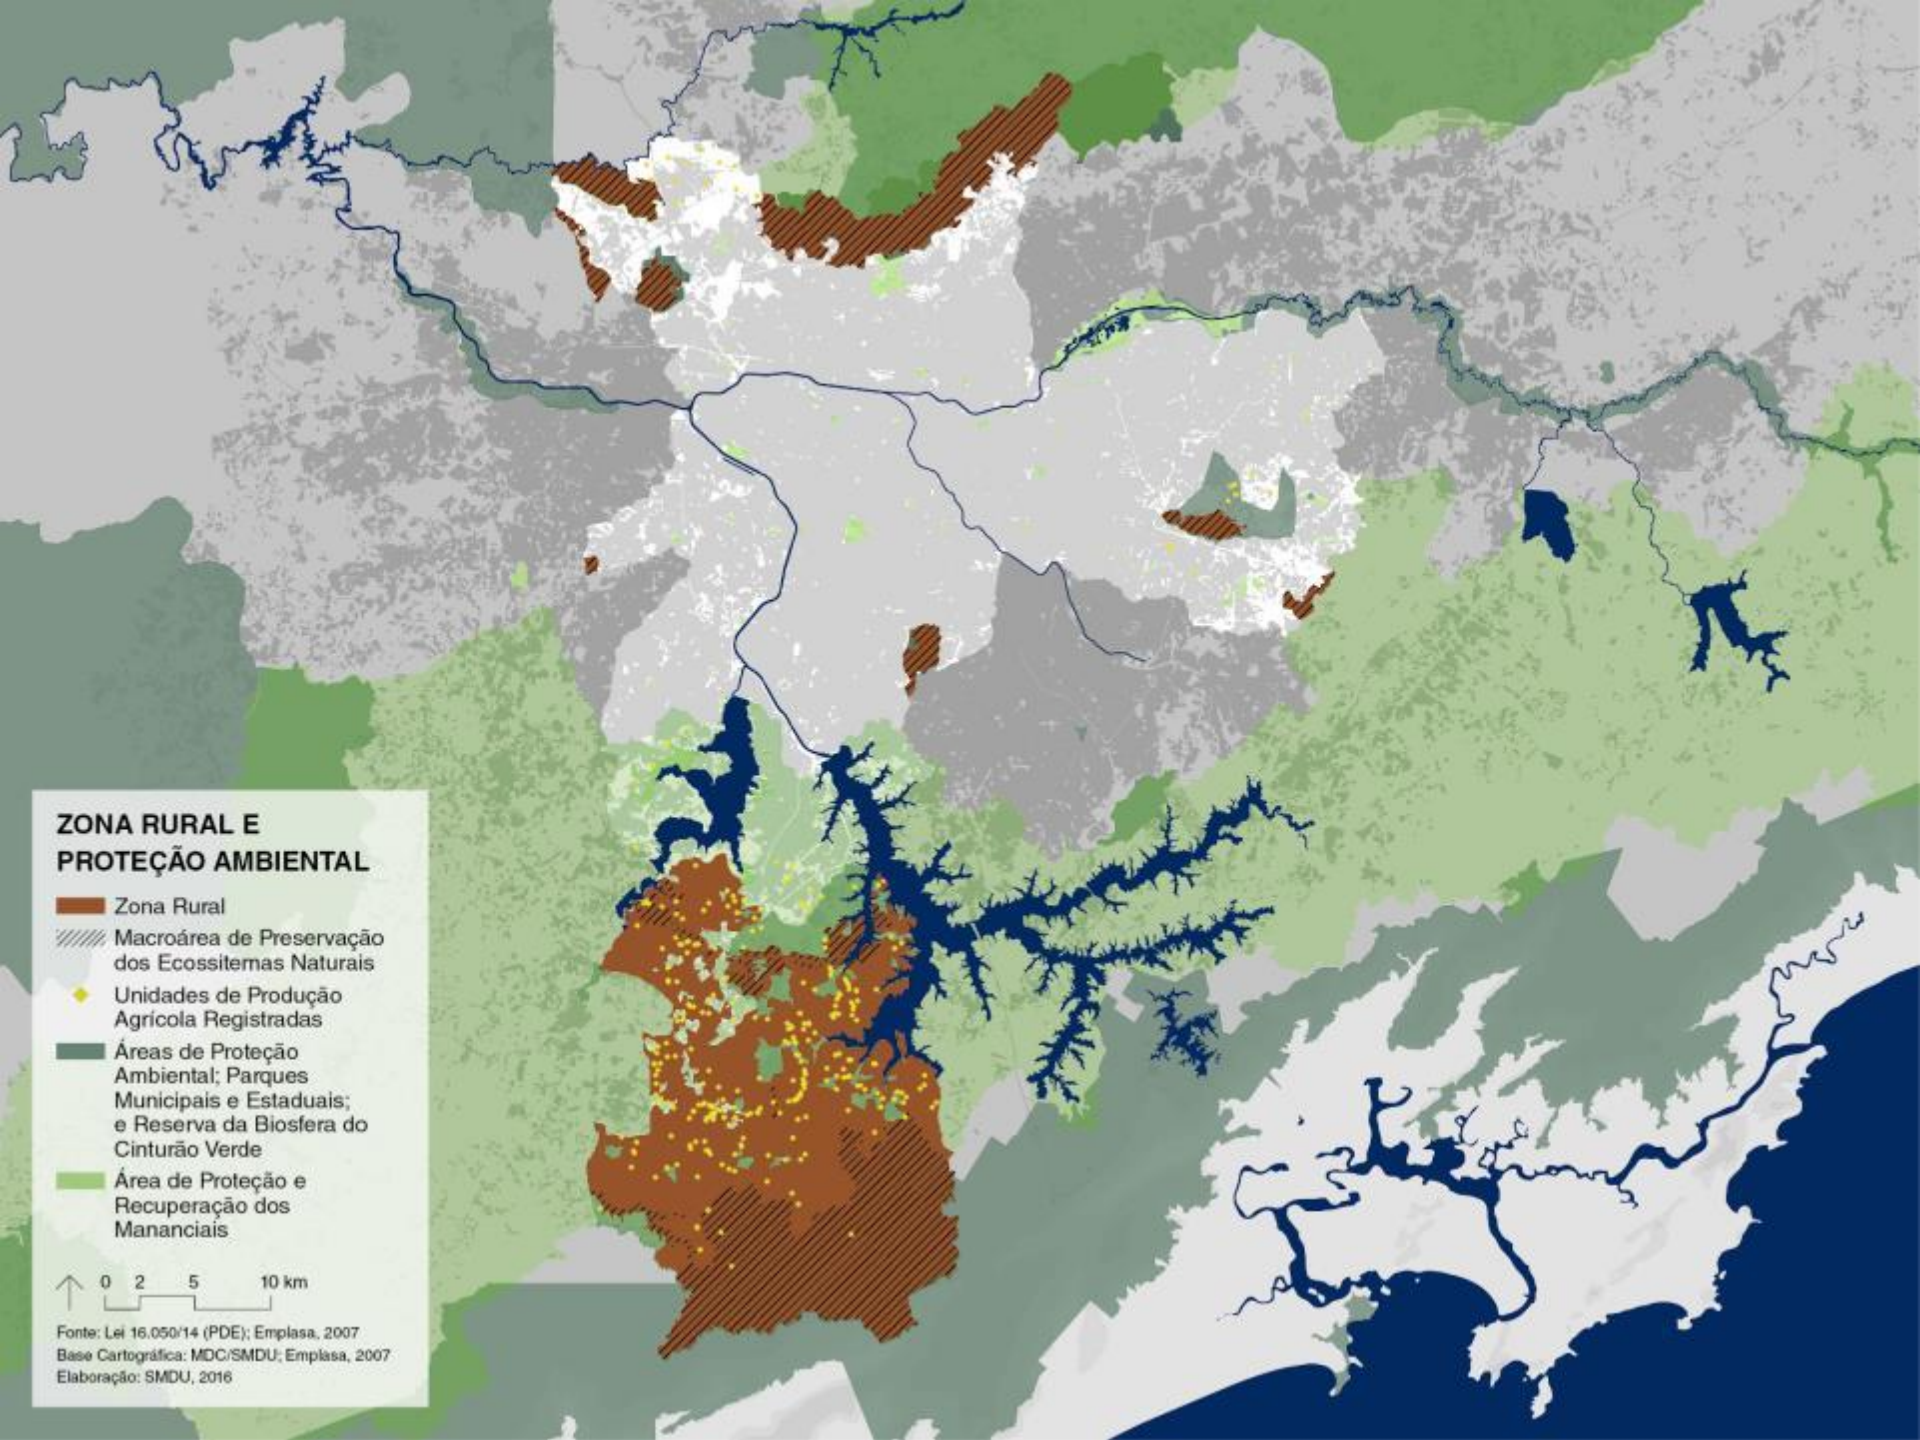 ZONA RURAL E
PROTEÇÃO AMBIENTAL
Zona Rural
Macroárea de Preservação
dos Ecossitemas Naturais
Unidades de Produção
Agrícola Registradas
Áreas de Proteção
Ambiental; Parques
Municipais e Estaduais;
e Reserva da Biosfera do
Cinturão Verde
Área de Proteção e
Recuperação dos
Mananciais
0 2 5 10 km
Fonte: Lei 16.050/14 (PDE); Emplasa, 2007
Base Cartográfica: MDC/SMDU; Emplasa, 2007
Elaboração: SMDU, 2016